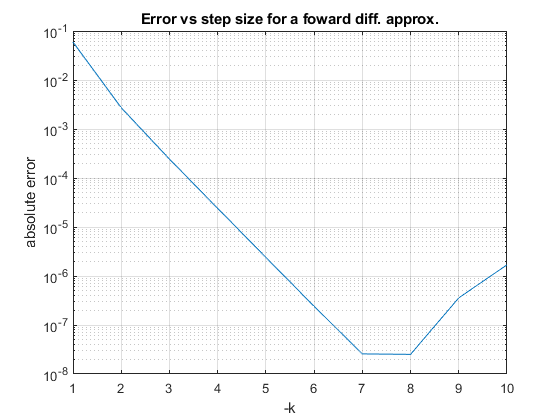 Error vs step size for a foward diff. approx.
10^-1
10^-2
10^-3
10^-4
10^-5
10^-6
10^-7
10^-8
absolute error
1 2 3 4 5 6 7 8 9 10
-k